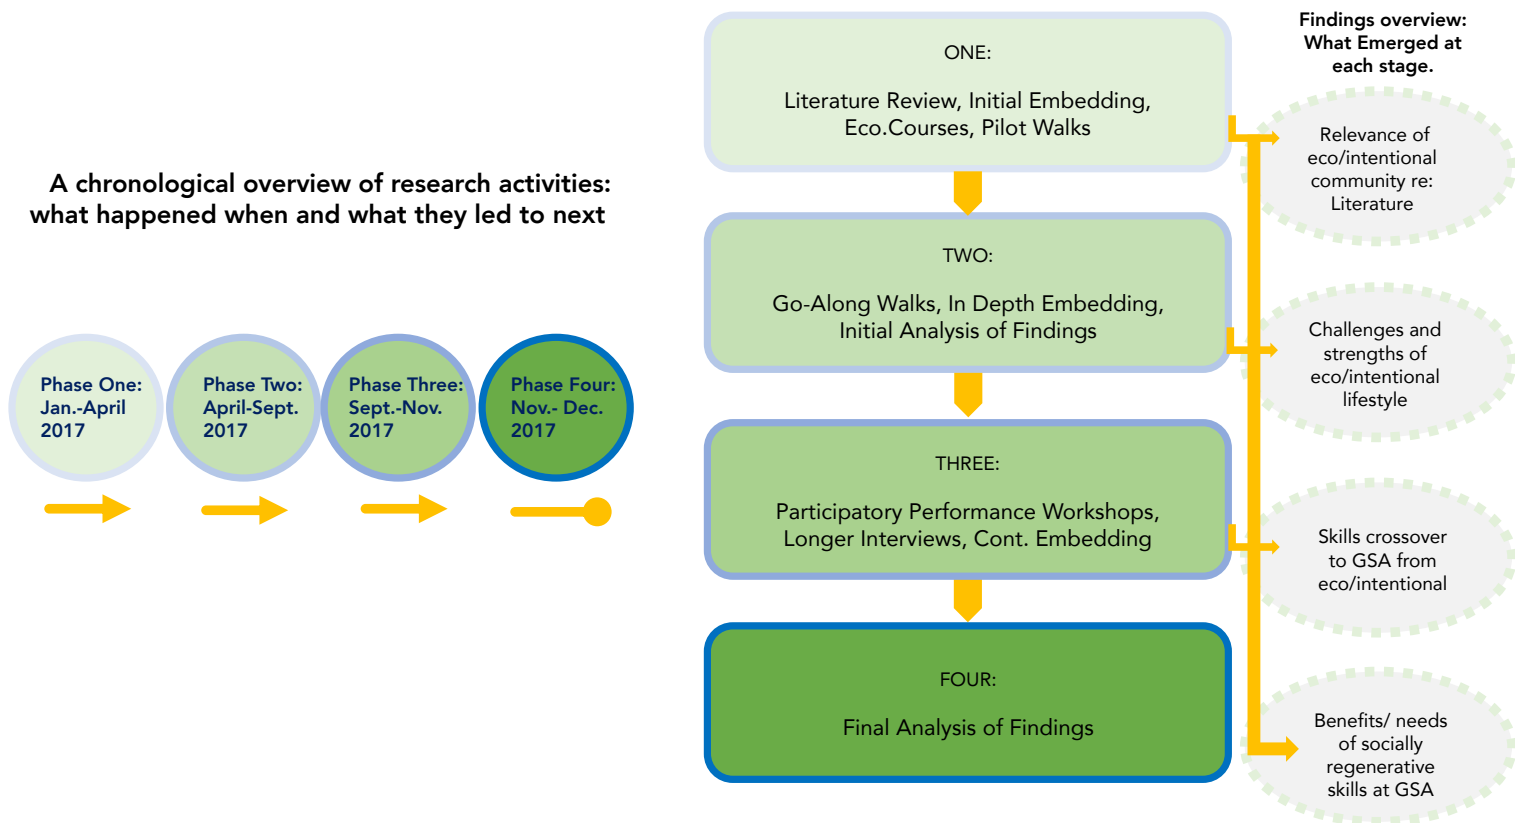 A chronological overview of research activities:
what happened when and what they led to next
Phase One:
Jan.-April
2017
Phase Two:
April-Sept.
2017
Phase Three:
Sept.-Nov.
2017
Phase Four:
Nov.- Dec.
2017
ONE:
Literature Review, Initial Embedding,
Eco.Courses, Pilot Walks
TWO:
Go-Along Walks, In Depth Embedding,
Initial Analysis of Findings
THREE:
Participatory Performance Workshops,
Longer Interviews, Cont. Embedding
FOUR:
Final Analysis of Findings
Findings overview:
What Emerged at
each stage.
Relevance of
eco/intentional
community re:
Literature
Challenges and
strengths of
eco/intentional
lifestyle
Skills crossover
to GSA from
eco/intentional
Benefits/ needs
of socially
regenerative
skills at GSA